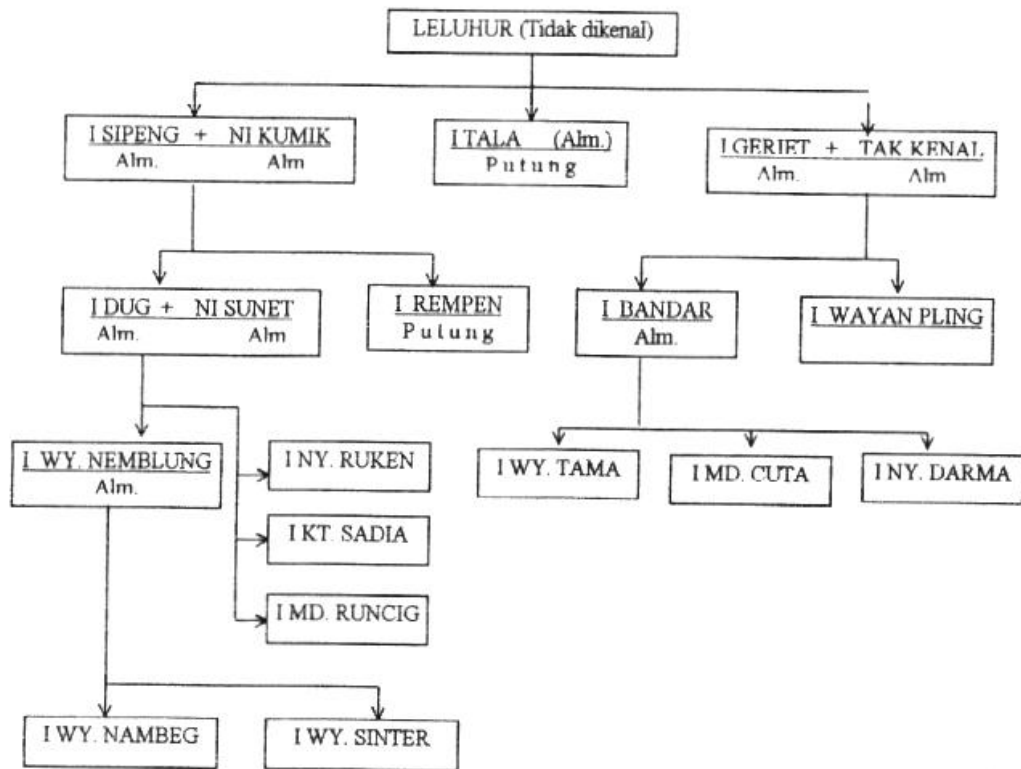 LELUHUR (Tidak dikenal)
I SIPENG + NI KUMIK
Alm. Alm
I TALA (Alm.)
Putung
I GERIET + TAK KENAL
Alm. Alm
I DUG + NI SUNET
Alm. Alm
I REMPEN
Putung
I BANDAR
Alm.
I WAYAN PLING
I WY. NEMBLUNG
Alm.
I NY. RUKEN
I KT. SADIA
I MD. RUNCIG
I WY. TAMA
I MD. CUTA
I NY. DARMA
I WY. NAMBEG
I WY. SINTER